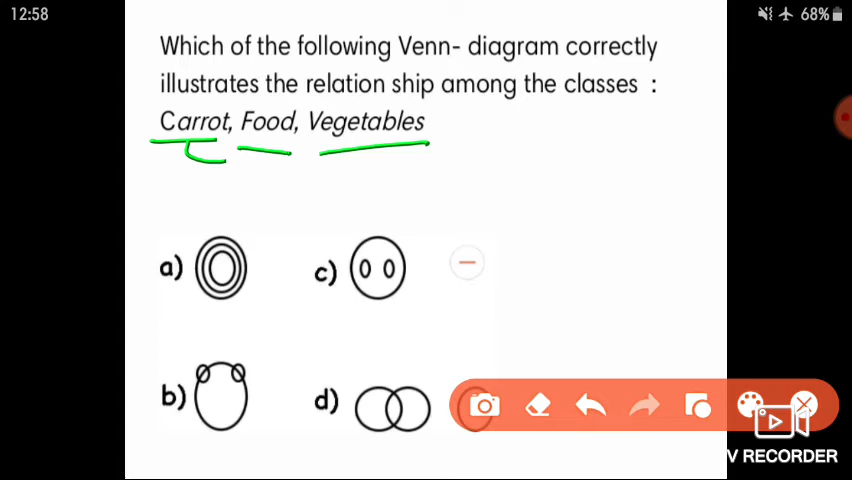 12:58
68%
Which of the following Venn- diagram correctly
illustrates the relation ship among the classes :
Carrot, Food, Vegetables
a)
c)
b)
d)
V RECORDER